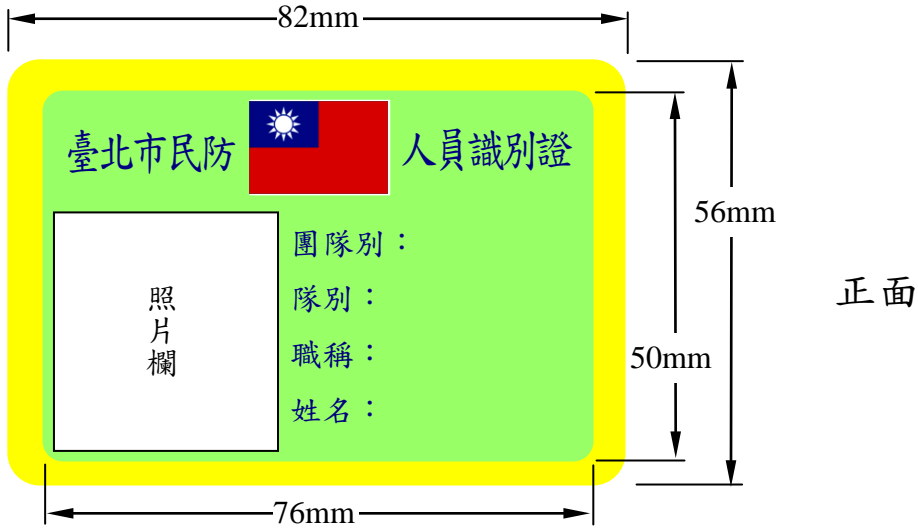 82mm
臺北市民防 人員識別證
56mm
團隊別：
正面
隊別：
照片欄
職稱：
50mm
姓名：
76mm